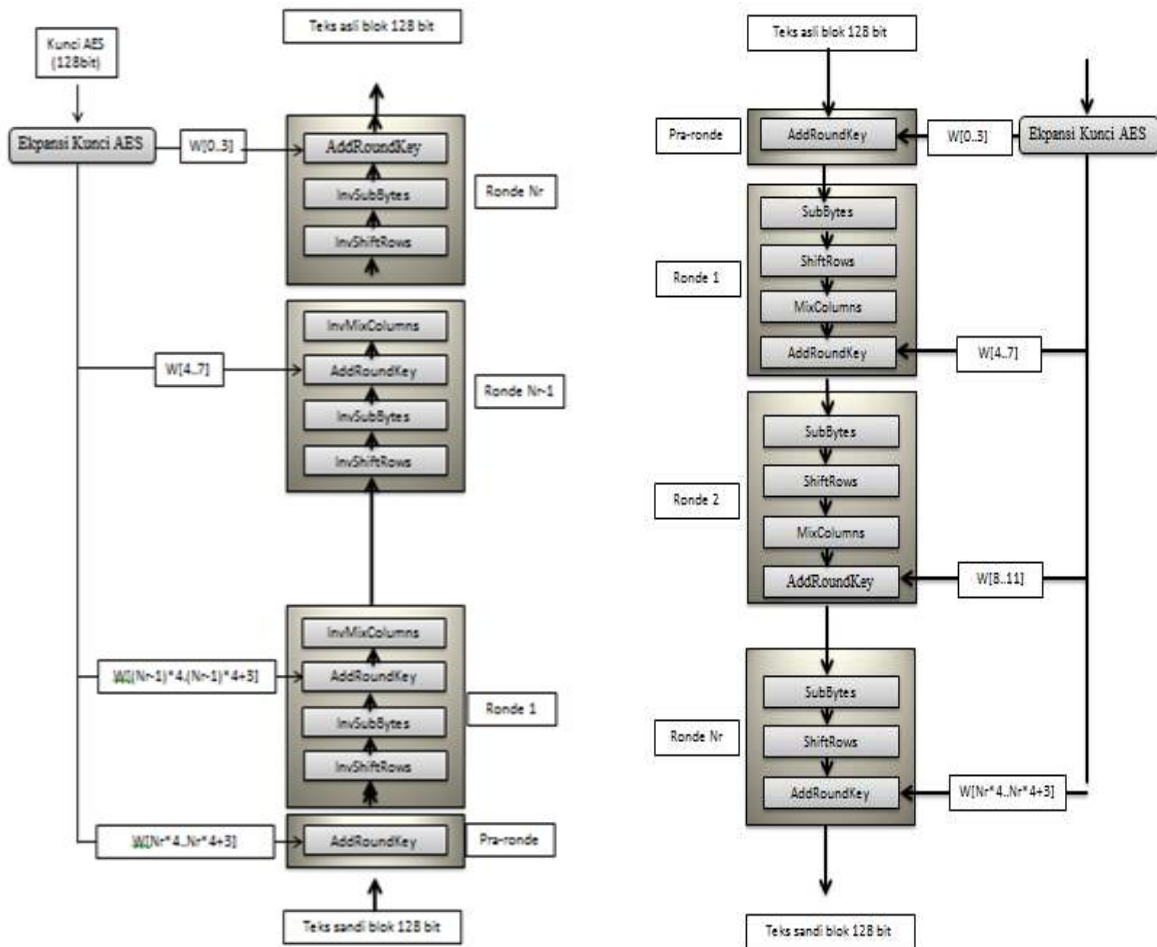 Teks asli blok 128 bit
Kunci AES
(128bit)
Ekpansi Kunci AES
W[0..3]
AddRoundKey
InvSubBytes
InvShiftRows
Ronde Nr
InvMixColumns
W[4..7]
AddRoundKey
InvSubBytes
InvShiftRows
Ronde Nr-1
InvMixColumns
W[(Nr-1)*4.(Nr-1)*4+3]
AddRoundKey
InvSubBytes
InvShiftRows
Ronde 1
W[Nr*4..Nr*4+3]
AddRoundKey
Pra-ronde
Teks sandi blok 128 bit
Teks asli blok 128 bit
Pra-ronde
AddRoundKey
W[0..3]
Ekpansi Kunci AES
SubBytes
ShiftRows
Ronde 1
MixColumns
AddRoundKey
W[4..7]
SubBytes
ShiftRows
Ronde 2
MixColumns
AddRoundKey
W[8..11]
SubBytes
Ronde Nr
ShiftRows
AddRoundKey
W[Nr*4..Nr*4+3]
Teks sandi blok 128 bit